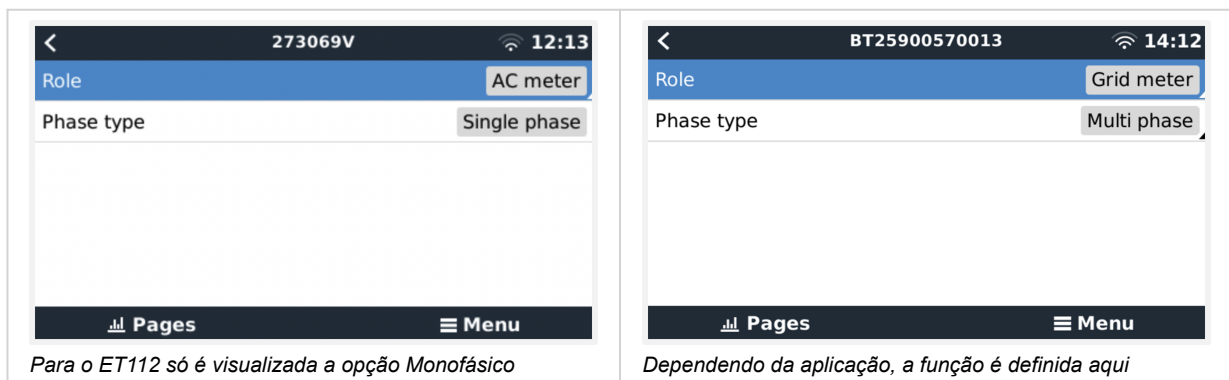 273069V 12:13
Role AC meter
Phase type Single phase
Pages Menu
Para o ET112 só é visualizada a opção Monofásico
BT25900570013 14:12
Role Grid meter
Phase type Multi phase
Pages Menu
Dependendo da aplicação, a função é definida aqui